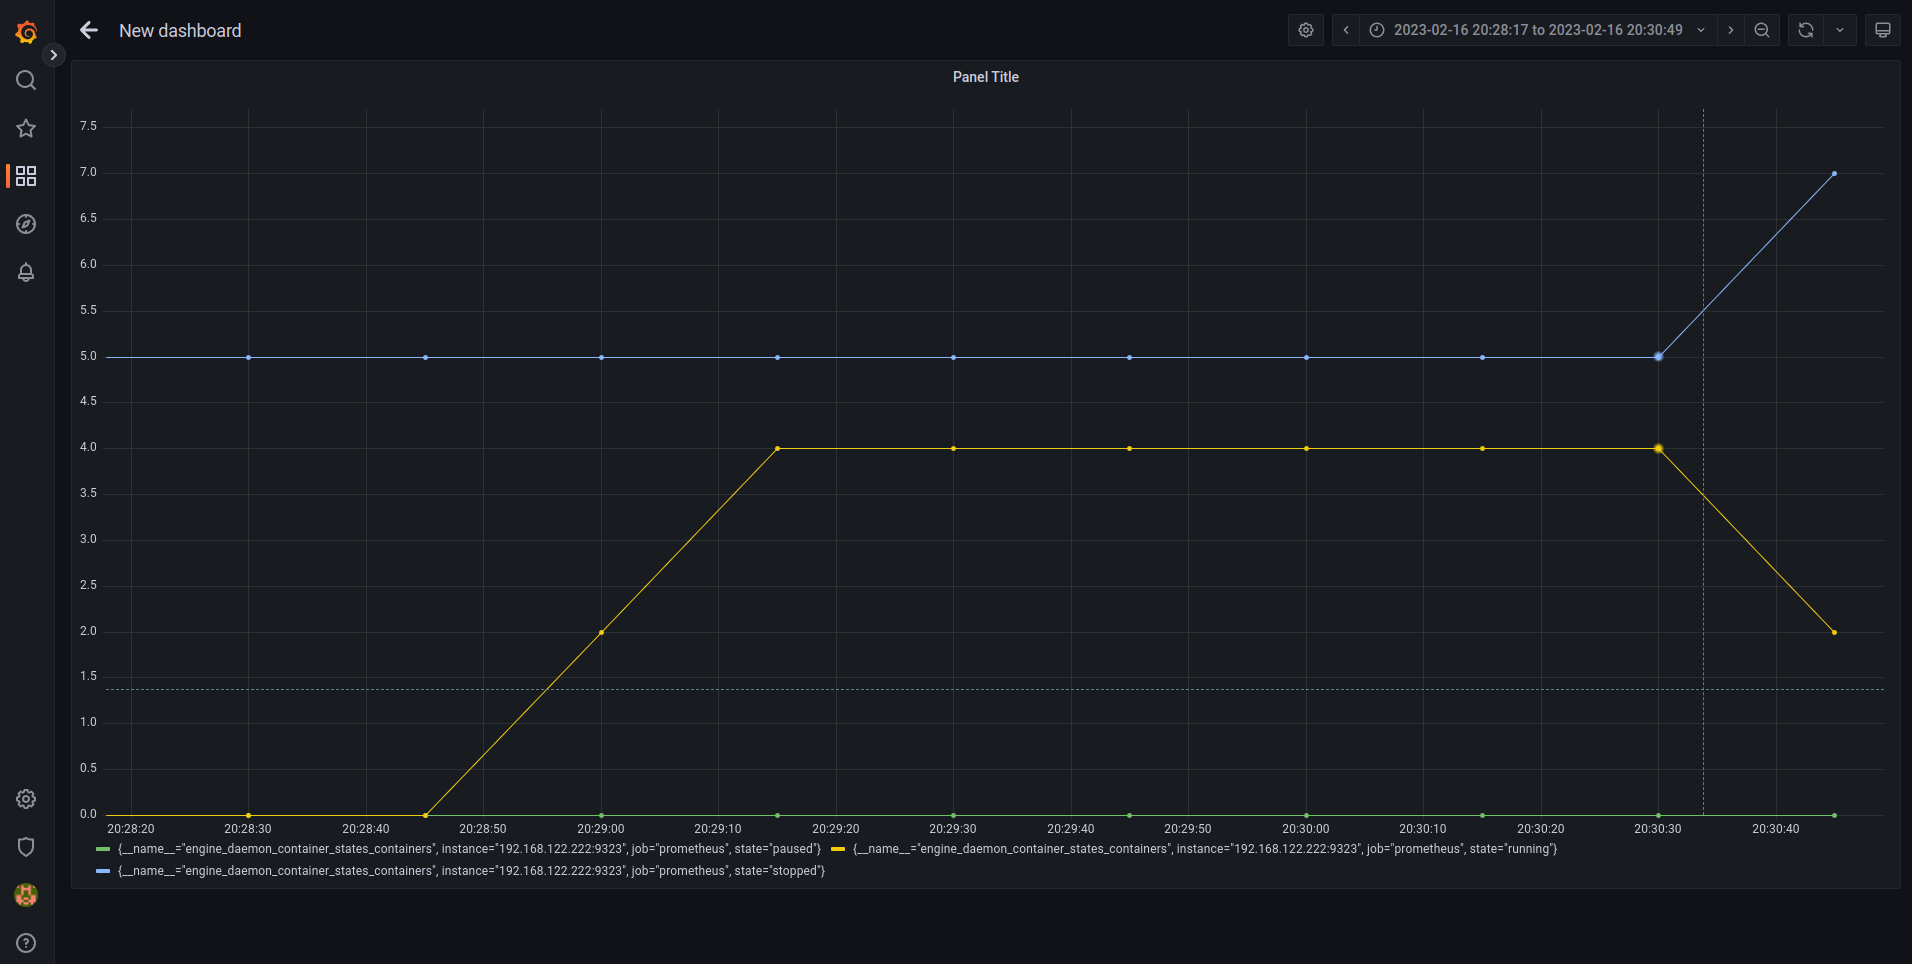 New dashboard
2023-02-16 20:28:17 to 2023-02-16 20:30:49
Panel Title
7.5
7.0
6.5
6.0
5.5
5.0
4.5
4.0
3.5
3.0
2.5
2.0
1.5
1.0
0.5
0.0
20:28:20 20:28:30 20:28:40 20:28:50 20:29:00 20:29:10 20:29:20 20:29:30 20:29:40 20:29:50 20:30:00 20:30:10 20:30:20 20:30:30 20:30:40
{__name__="engine_daemon_container_states_containers", instance="192.168.122.222:9323", job="prometheus", state="paused"} {__name__="engine_daemon_container_states_containers", instance="192.168.122.222:9323", job="prometheus", state="running"}
{__name__="engine_daemon_container_states_containers", instance="192.168.122.222:9323", job="prometheus", state="stopped"}